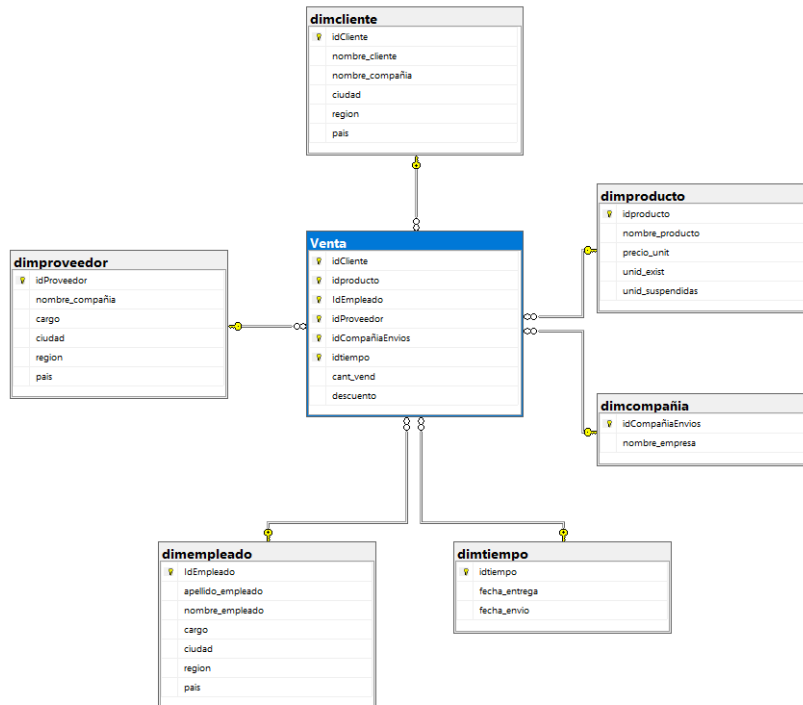 dimcliente
idCliente
nombre_cliente
nombre_compañia
ciudad
region
pais
dimproducto
idproducto
nombre_producto
precio_unit
unid_exist
unid_suspendidas
Venta
idCliente
idproducto
IdEmpleado
idProveedor
idCompañiaEnvios
idtiempo
cant_vend
descuento
dimproveedor
idProveedor
nombre_compañia
cargo
ciudad
region
pais
dimcompañia
idCompañiaEnvios
nombre_empresa
dimempleado
IdEmpleado
apellido_empleado
nombre_empleado
cargo
ciudad
region
pais
dimtiempo
idtiempo
fecha_entrega
fecha_envio